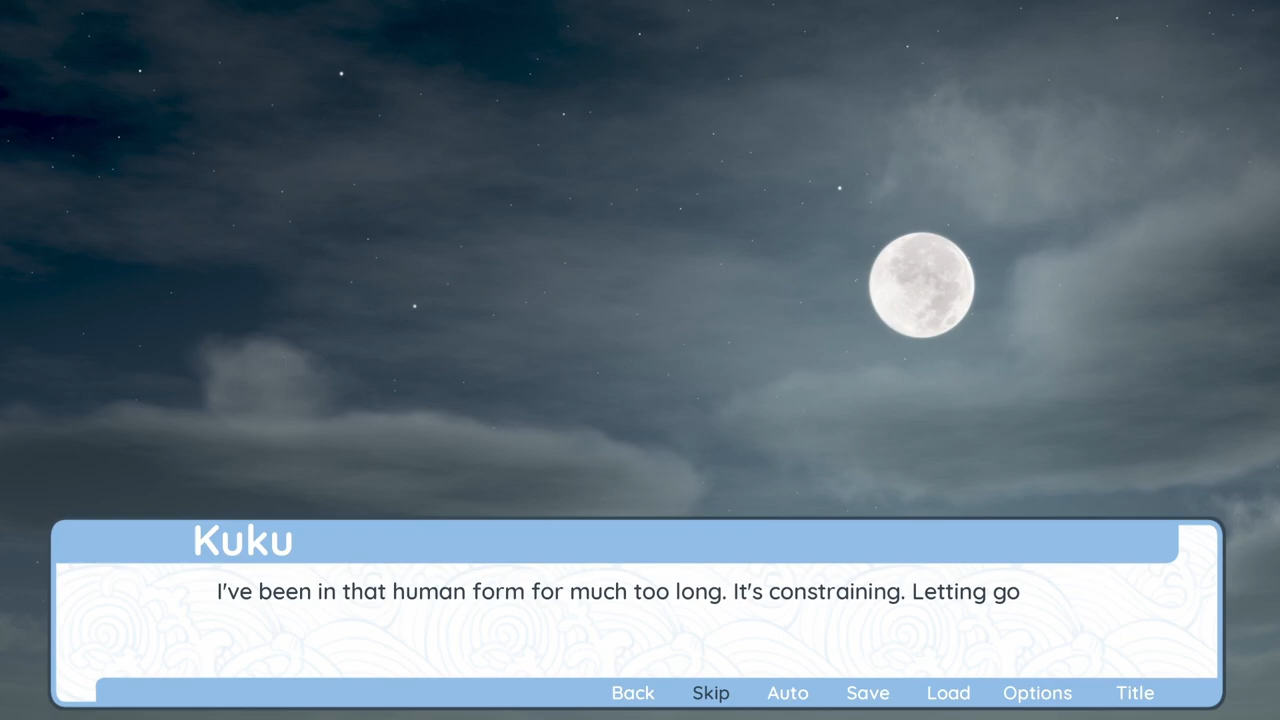 Kuku
I've been in that human form for much too long. It's constraining. Letting go
Back Skip Auto Save Load Options Title